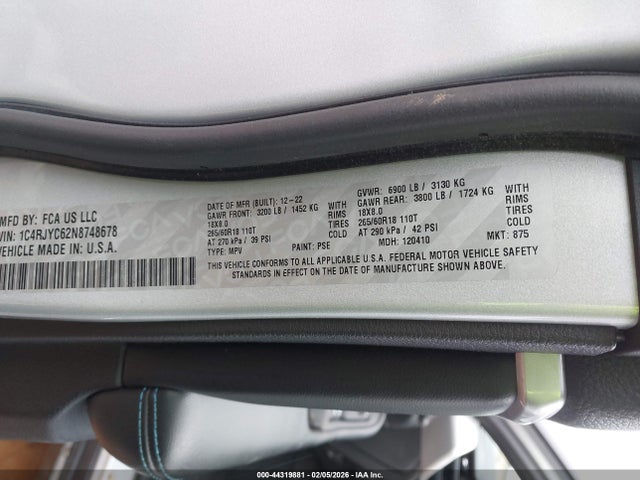 MFD BY: FCA US LLC
VIN: 1C4RJYC62N8748678
VEHICLE MADE IN U.S.A.
DATE OF MFR (BUILT): 12-22
GAWR FRONT: 3200 LB / 1452 KG WITH
18X8.0 RIMS
265/60R18 110T TIRES
AT 270 kPa / 39 PSI COLD
TYPE: MPV PAINT: PSE
GVWR: 6900 LB / 3130 KG
GAWR REAR: 3800 LB / 1724 KG WITH
18X8.0 RIMS
265/60R18 110T TIRES
AT 290 kPa / 42 PSI COLD
MDH: 120410 MKT: 875
THIS VEHICLE CONFORMS TO ALL APPLICABLE U.S.A. FEDERAL MOTOR VEHICLE SAFETY
STANDARDS IN EFFECT ON THE DATE OF MANUFACTURE SHOWN ABOVE.
000-44319881 - 02/05/2026 - IAA Inc.